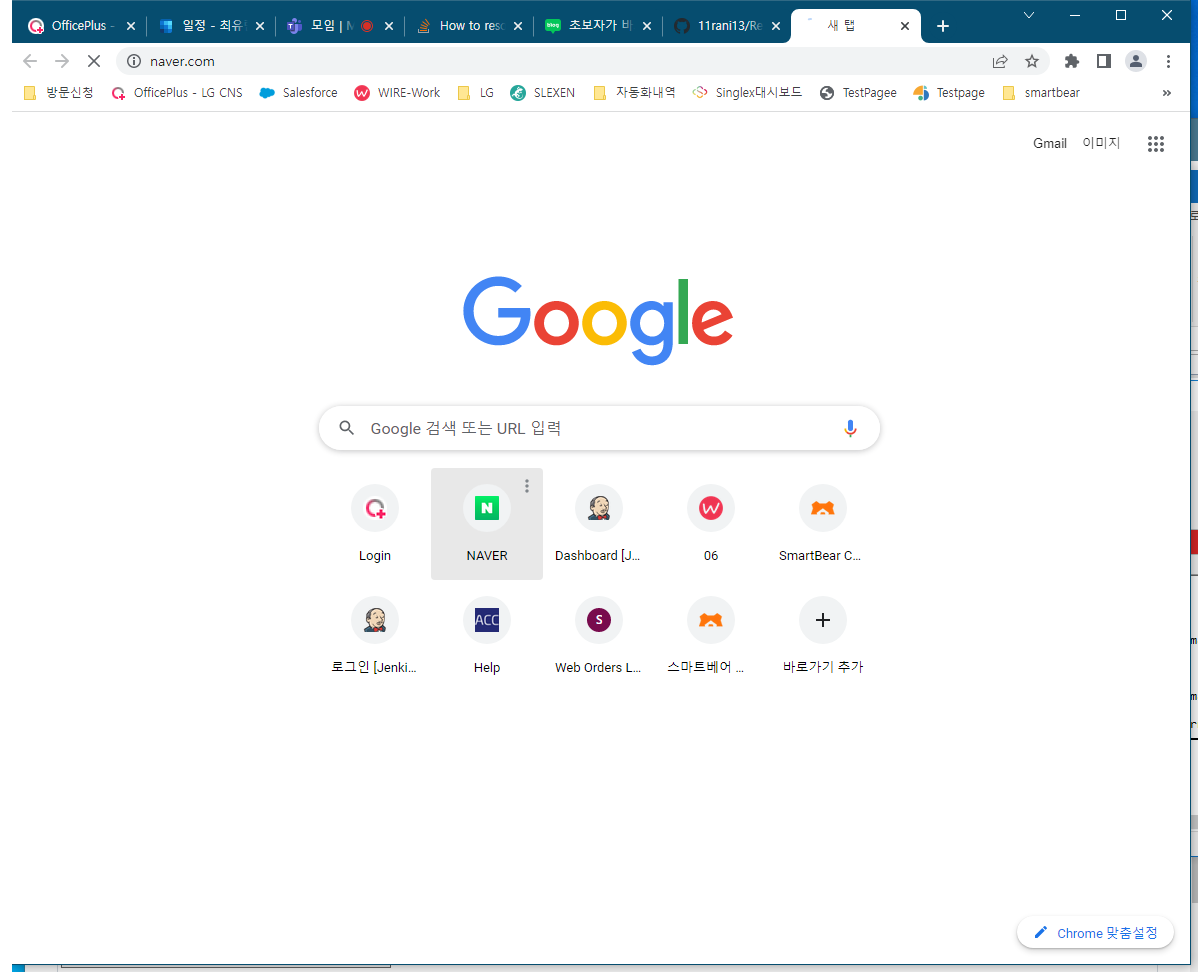 OfficePlus - 일정 - 최유 모임 | M How to reso 초보자가 바 11rani13/Re 새 탭
naver.com
방문신청 OfficePlus - LG CNS Salesforce WIRE-Work LG SLEXEN 자동화내역 Singlex대시보드 TestPagee Testpage smartbear »
Gmail 이미지
Google
Google 검색 또는 URL 입력
Login NAVER Dashboard [J... 06 SmartBear C...
ACC S
로그인 [Jenki... Help Web Orders L... 스마트베어 ... 바로가기 추가
Chrome 맞춤설정